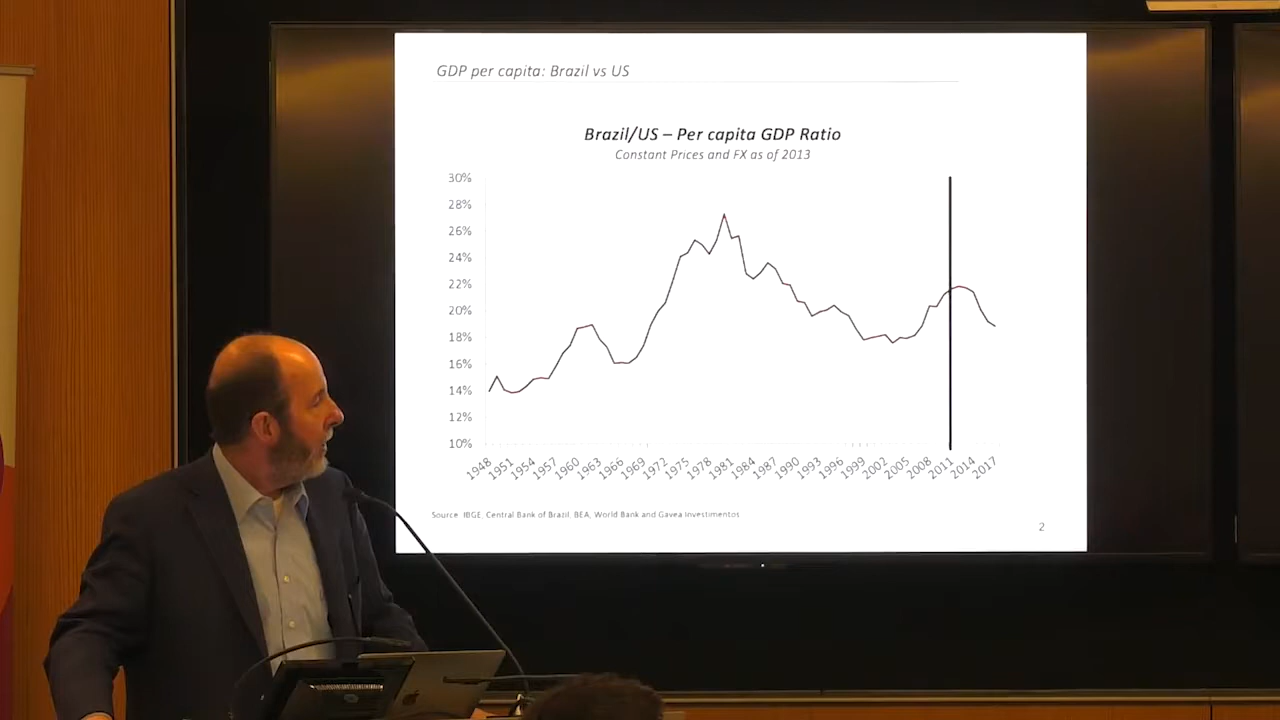 GDP per capita: Brazil vs US
Brazil/US – Per capita GDP Ratio
Constant Prices and FX as of 2013
30%
28%
26%
24%
22%
20%
18%
16%
14%
12%
10%
1948 1951 1954 1957 1960 1963 1966 1969 1972 1975 1978 1981 1984 1987 1990 1993 1996 1999 2002 2005 2008 2011 2014 2017
Source: IBGE, Central Bank of Brazil, BEA, World Bank and Gavea Investimentos
2